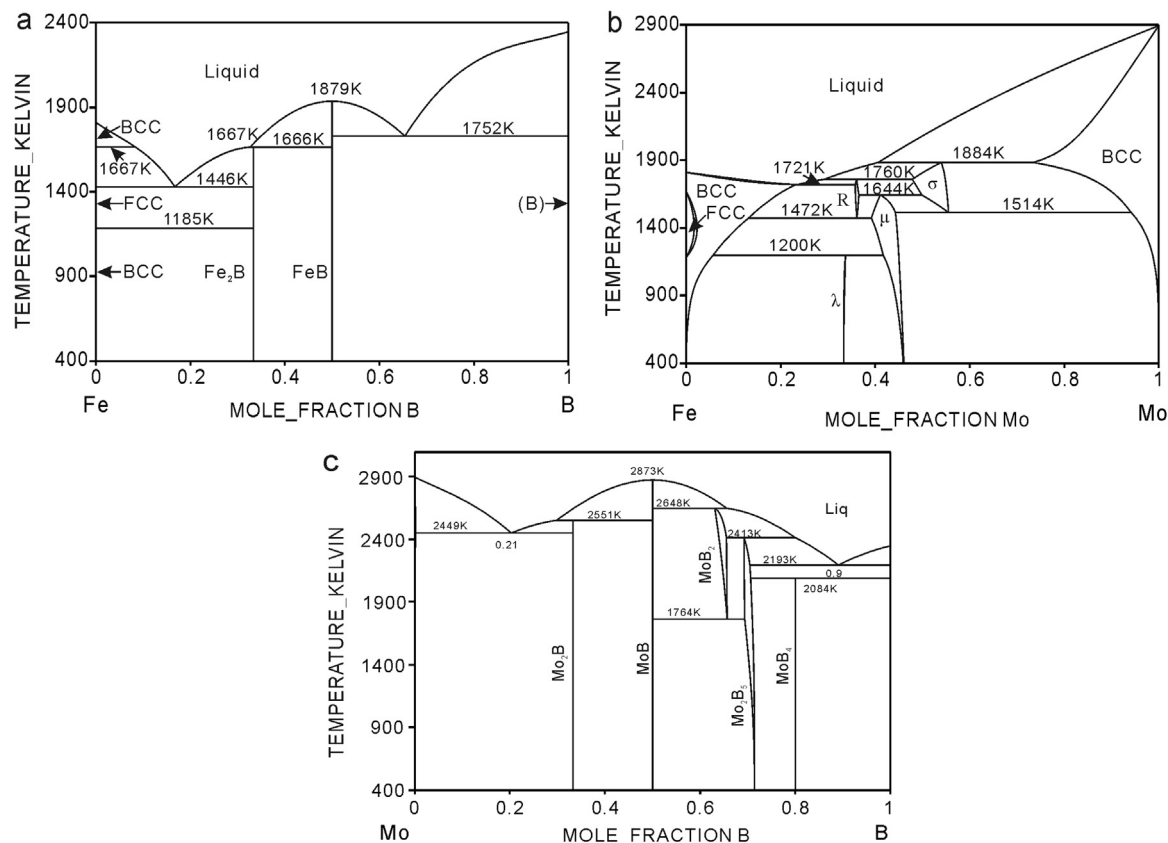 a
2400
1900
1400
900
400
TEMPERATURE_KELVIN
Liquid
1879K
BCC
1667K
1666K
1752K
1667K
1446K
FCC
(B)
1185K
BCC
Fe₂B
FeB
0 0.2 0.4 0.6 0.8 1
Fe MOLE_FRACTION B B
b
2900
2400
1900
1400
900
400
TEMPERATURE_KELVIN
Liquid
1884K
BCC
1721K
1760K
BCC
1644K
σ
R
FCC
1472K
μ
1514K
1200K
λ
0 0.2 0.4 0.6 0.8 1
Fe MOLE_FRACTION Mo Mo
c
2900
2400
1900
1400
900
400
TEMPERATURE_KELVIN
2873K
2648K
Liq
2551K
2449K
2413K
0.21
2193K
0.9
2084K
MoB₂
1764K
Mo₂B
MoB
Mo₂B₅
MoB₄
0 0.2 0.4 0.6 0.8 1
Mo MOLE_FRACTION B B